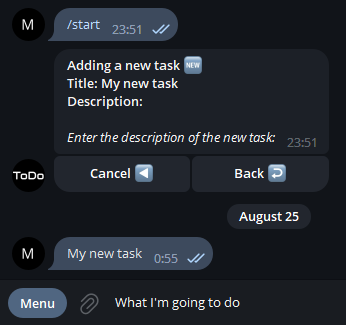 M
/start 23:51
Adding a new task NEW
Title: My new task
Description:
Enter the description of the new task: 23:51
ToDo
Cancel Back
August 25
M
My new task 0:55
Menu What I'm going to do